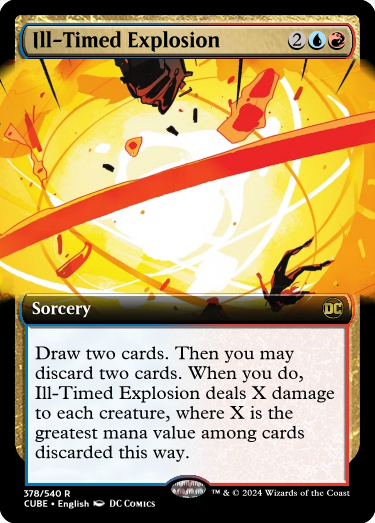 Ill-Timed Explosion 2
Sorcery DC
Draw two cards. Then you may
discard two cards. When you do,
Ill-Timed Explosion deals X damage
to each creature, where X is the
greatest mana value among cards
discarded this way.
378/540 R
CUBE • English DC Comics
™ & © 2024 Wizards of the Coast